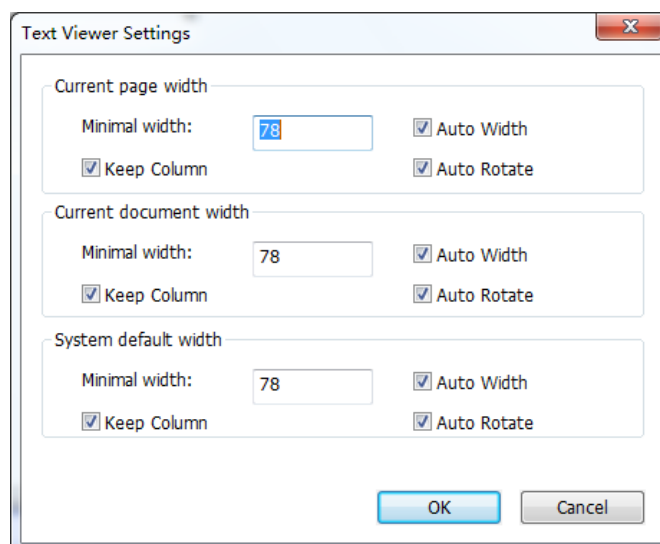 Text Viewer Settings
Current page width
Minimal width: 78 Auto Width
Keep Column Auto Rotate
Current document width
Minimal width: 78 Auto Width
Keep Column Auto Rotate
System default width
Minimal width: 78 Auto Width
Keep Column Auto Rotate
OK Cancel